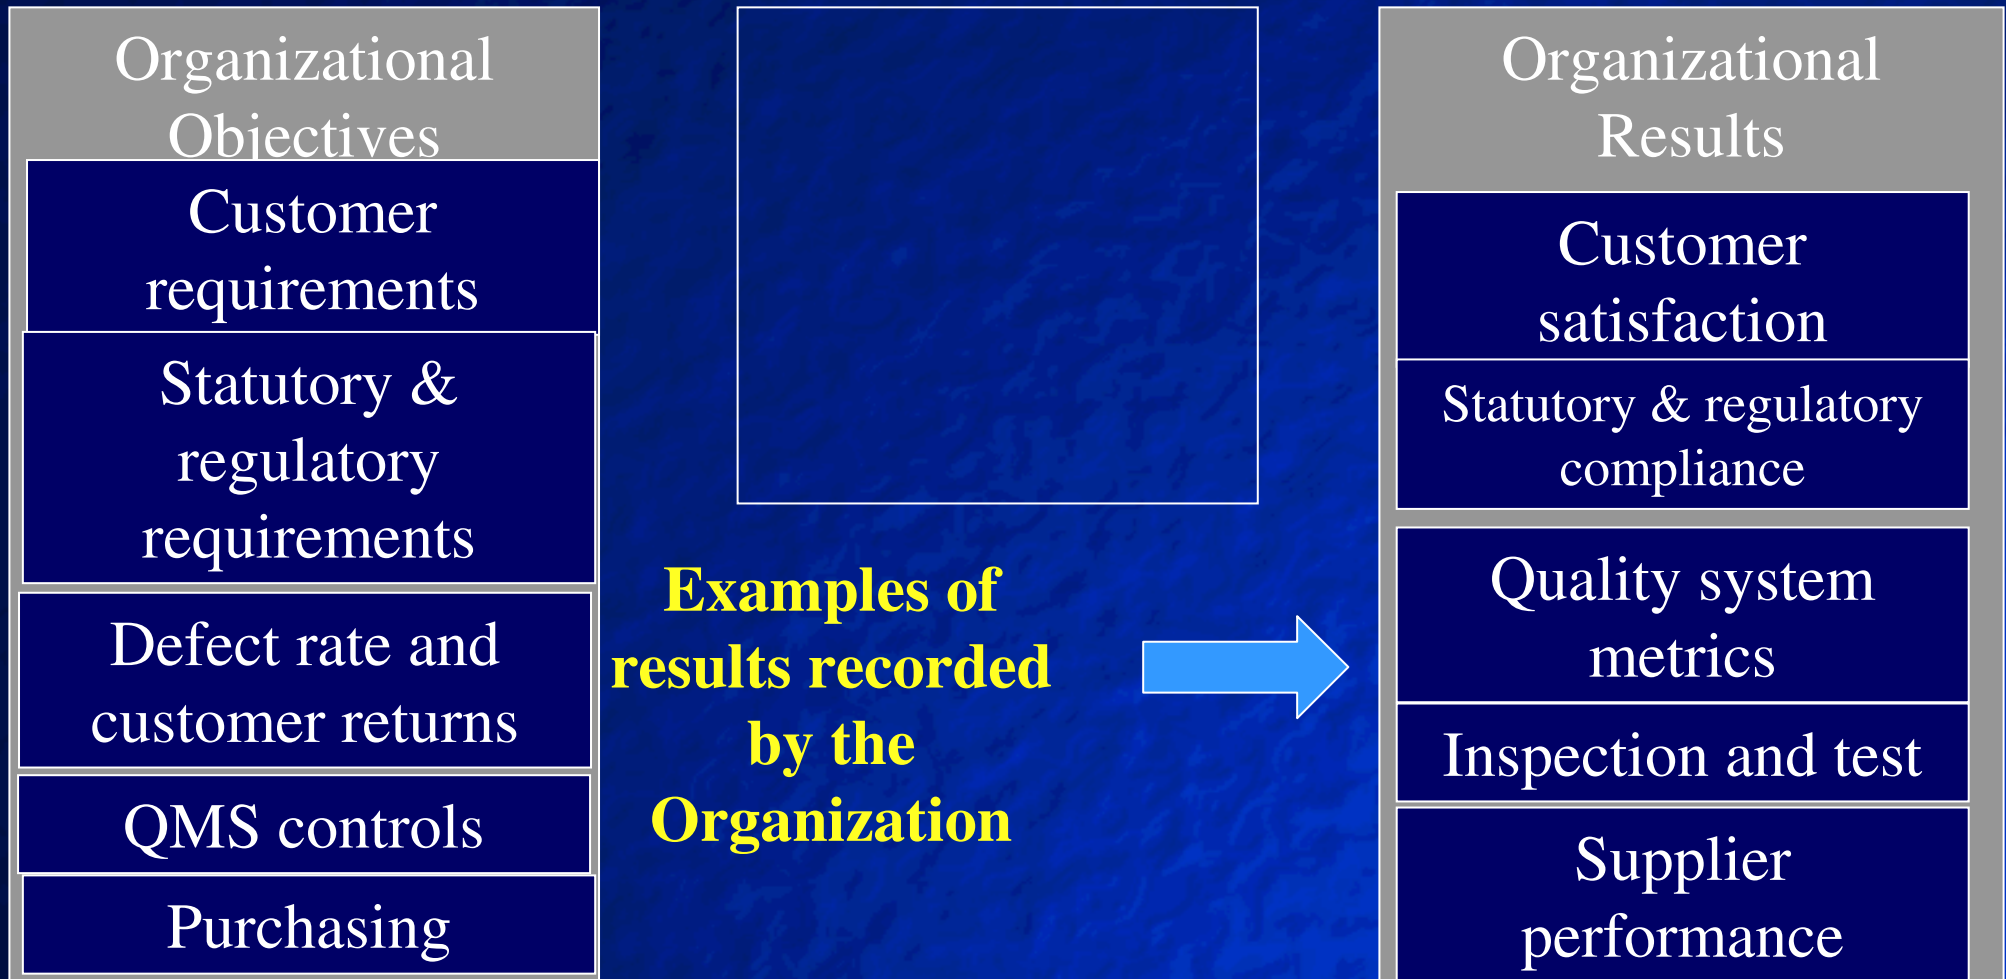 Organizational
Objectives
Customer
requirements
Statutory &
regulatory
requirements
Defect rate and
customer returns
QMS controls
Purchasing
Examples of
results recorded
by the
Organization
Organizational
Results
Customer
satisfaction
Statutory & regulatory
compliance
Quality system
metrics
Inspection and test
Supplier
performance